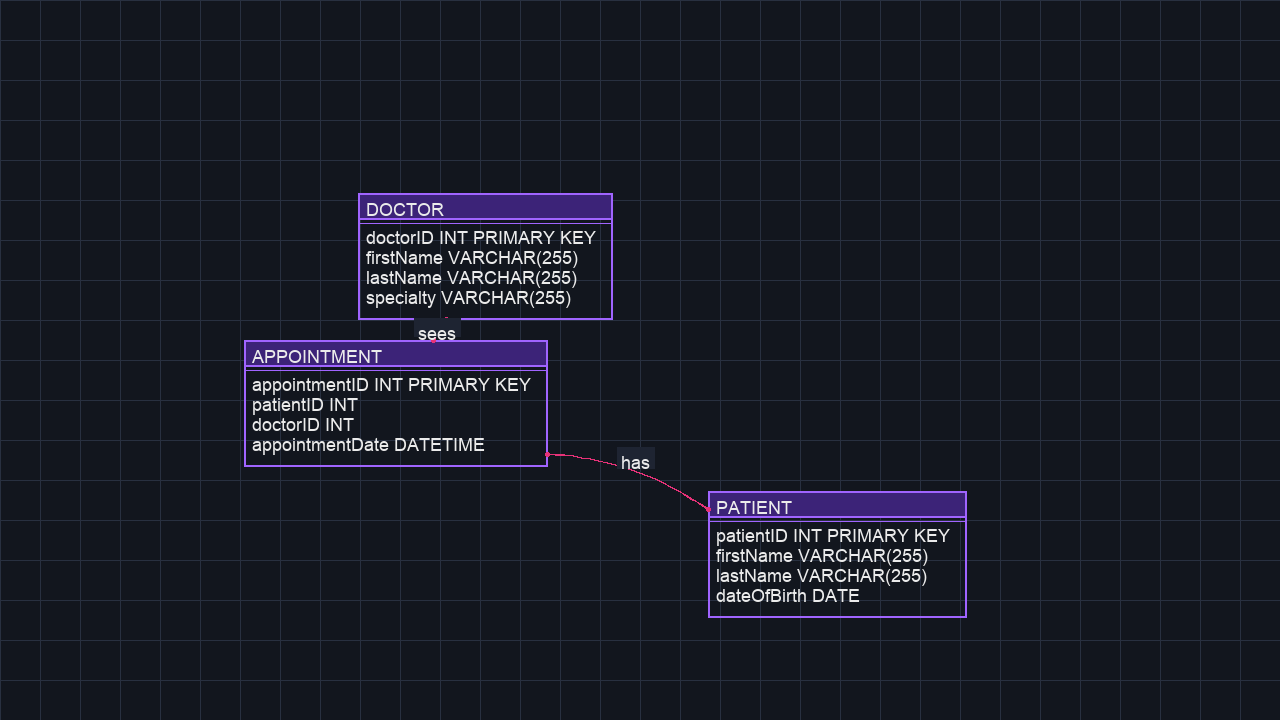 DOCTOR
doctorID INT PRIMARY KEY
firstName VARCHAR(255)
lastName VARCHAR(255)
specialty VARCHAR(255)
sees
APPOINTMENT
appointmentID INT PRIMARY KEY
patientID INT
doctorID INT
appointmentDate DATETIME
has
PATIENT
patientID INT PRIMARY KEY
firstName VARCHAR(255)
lastName VARCHAR(255)
dateOfBirth DATE